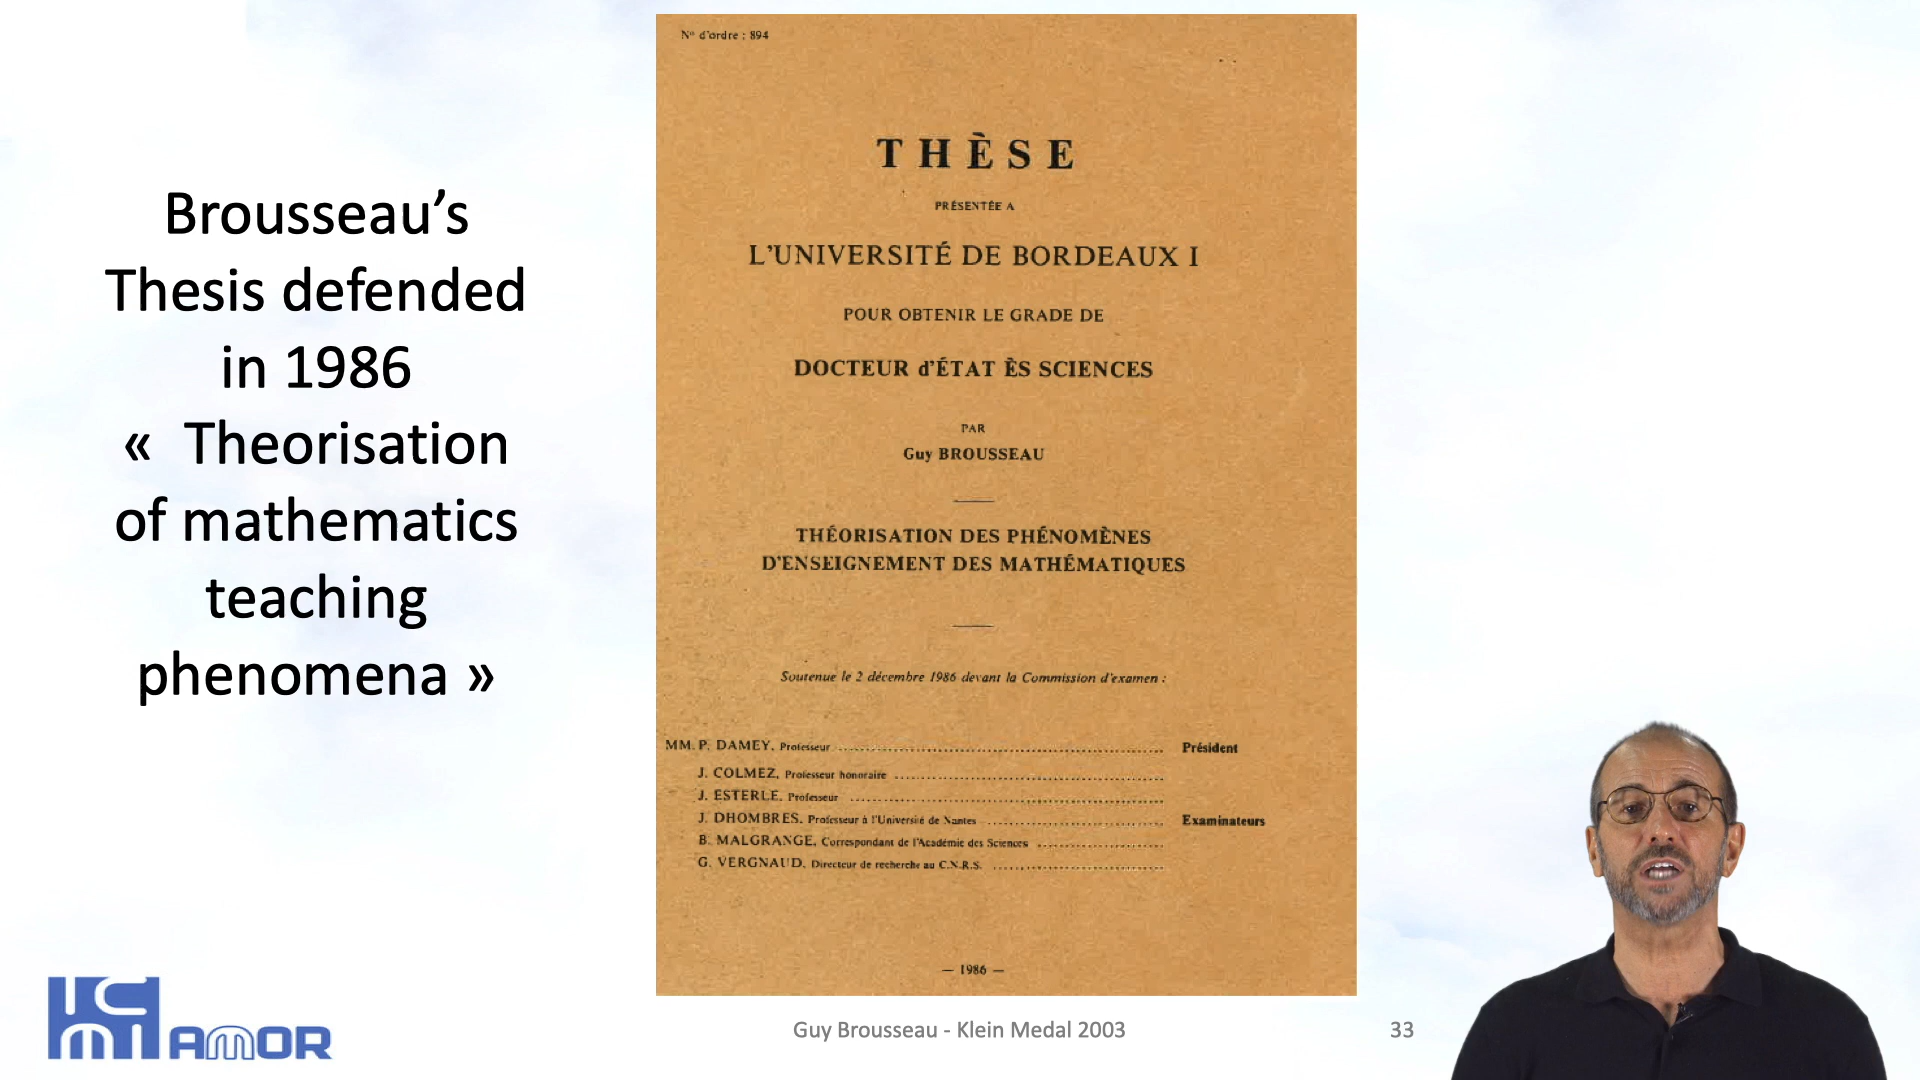 Brousseau’s
Thesis defended
in 1986
«  Theorisation
of mathematics
teaching
phenomena »
N° d'ordre : 894
THÈSE
PRÉSENTÉE A
L'UNIVERSITÉ DE BORDEAUX I
POUR OBTENIR LE GRADE DE
DOCTEUR d'ÉTAT ÈS SCIENCES
PAR
Guy BROUSSEAU
THÉORISATION DES PHÉNOMÈNES
D'ENSEIGNEMENT DES MATHÉMATIQUES
Soutenue le 2 décembre 1986 devant la Commission d'examen :
MM. P. DAMEY, Professeur Président
J. COLMEZ, Professeur honoraire
J. ESTERLE, Professeur
J. DHOMBRES, Professeur à l'Université de Nantes Examinateurs
B. MALGRANGE, Correspondant de l'Académie des Sciences
G. VERGNAUD, Directeur de recherche au C.N.R.S.
— 1986 —
ICMI AMOR
Guy Brousseau - Klein Medal 2003
33